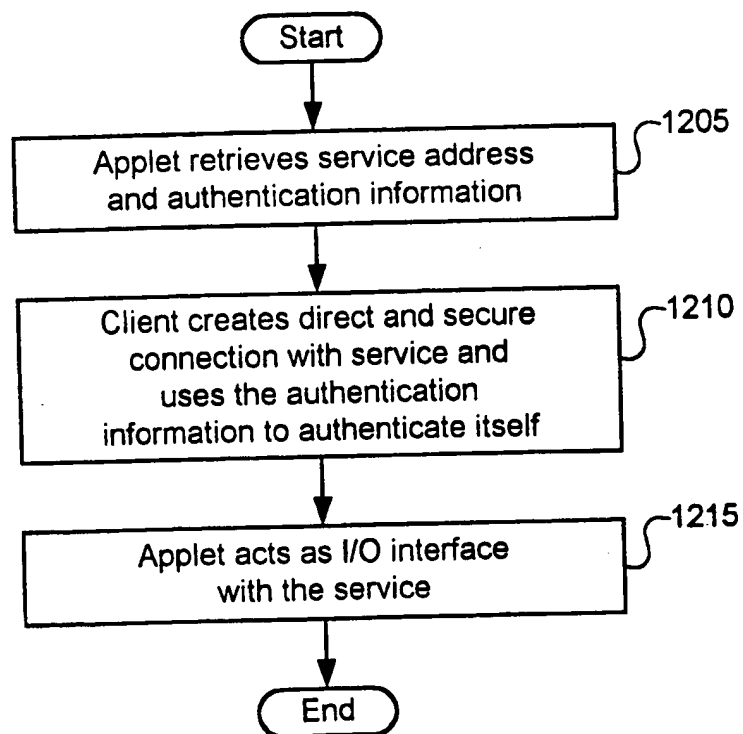 Start
1205
Applet retrieves service address
and authentication information
1210
Client creates direct and secure
connection with service and
uses the authentication
information to authenticate itself
1215
Applet acts as I/O interface
with the service
End